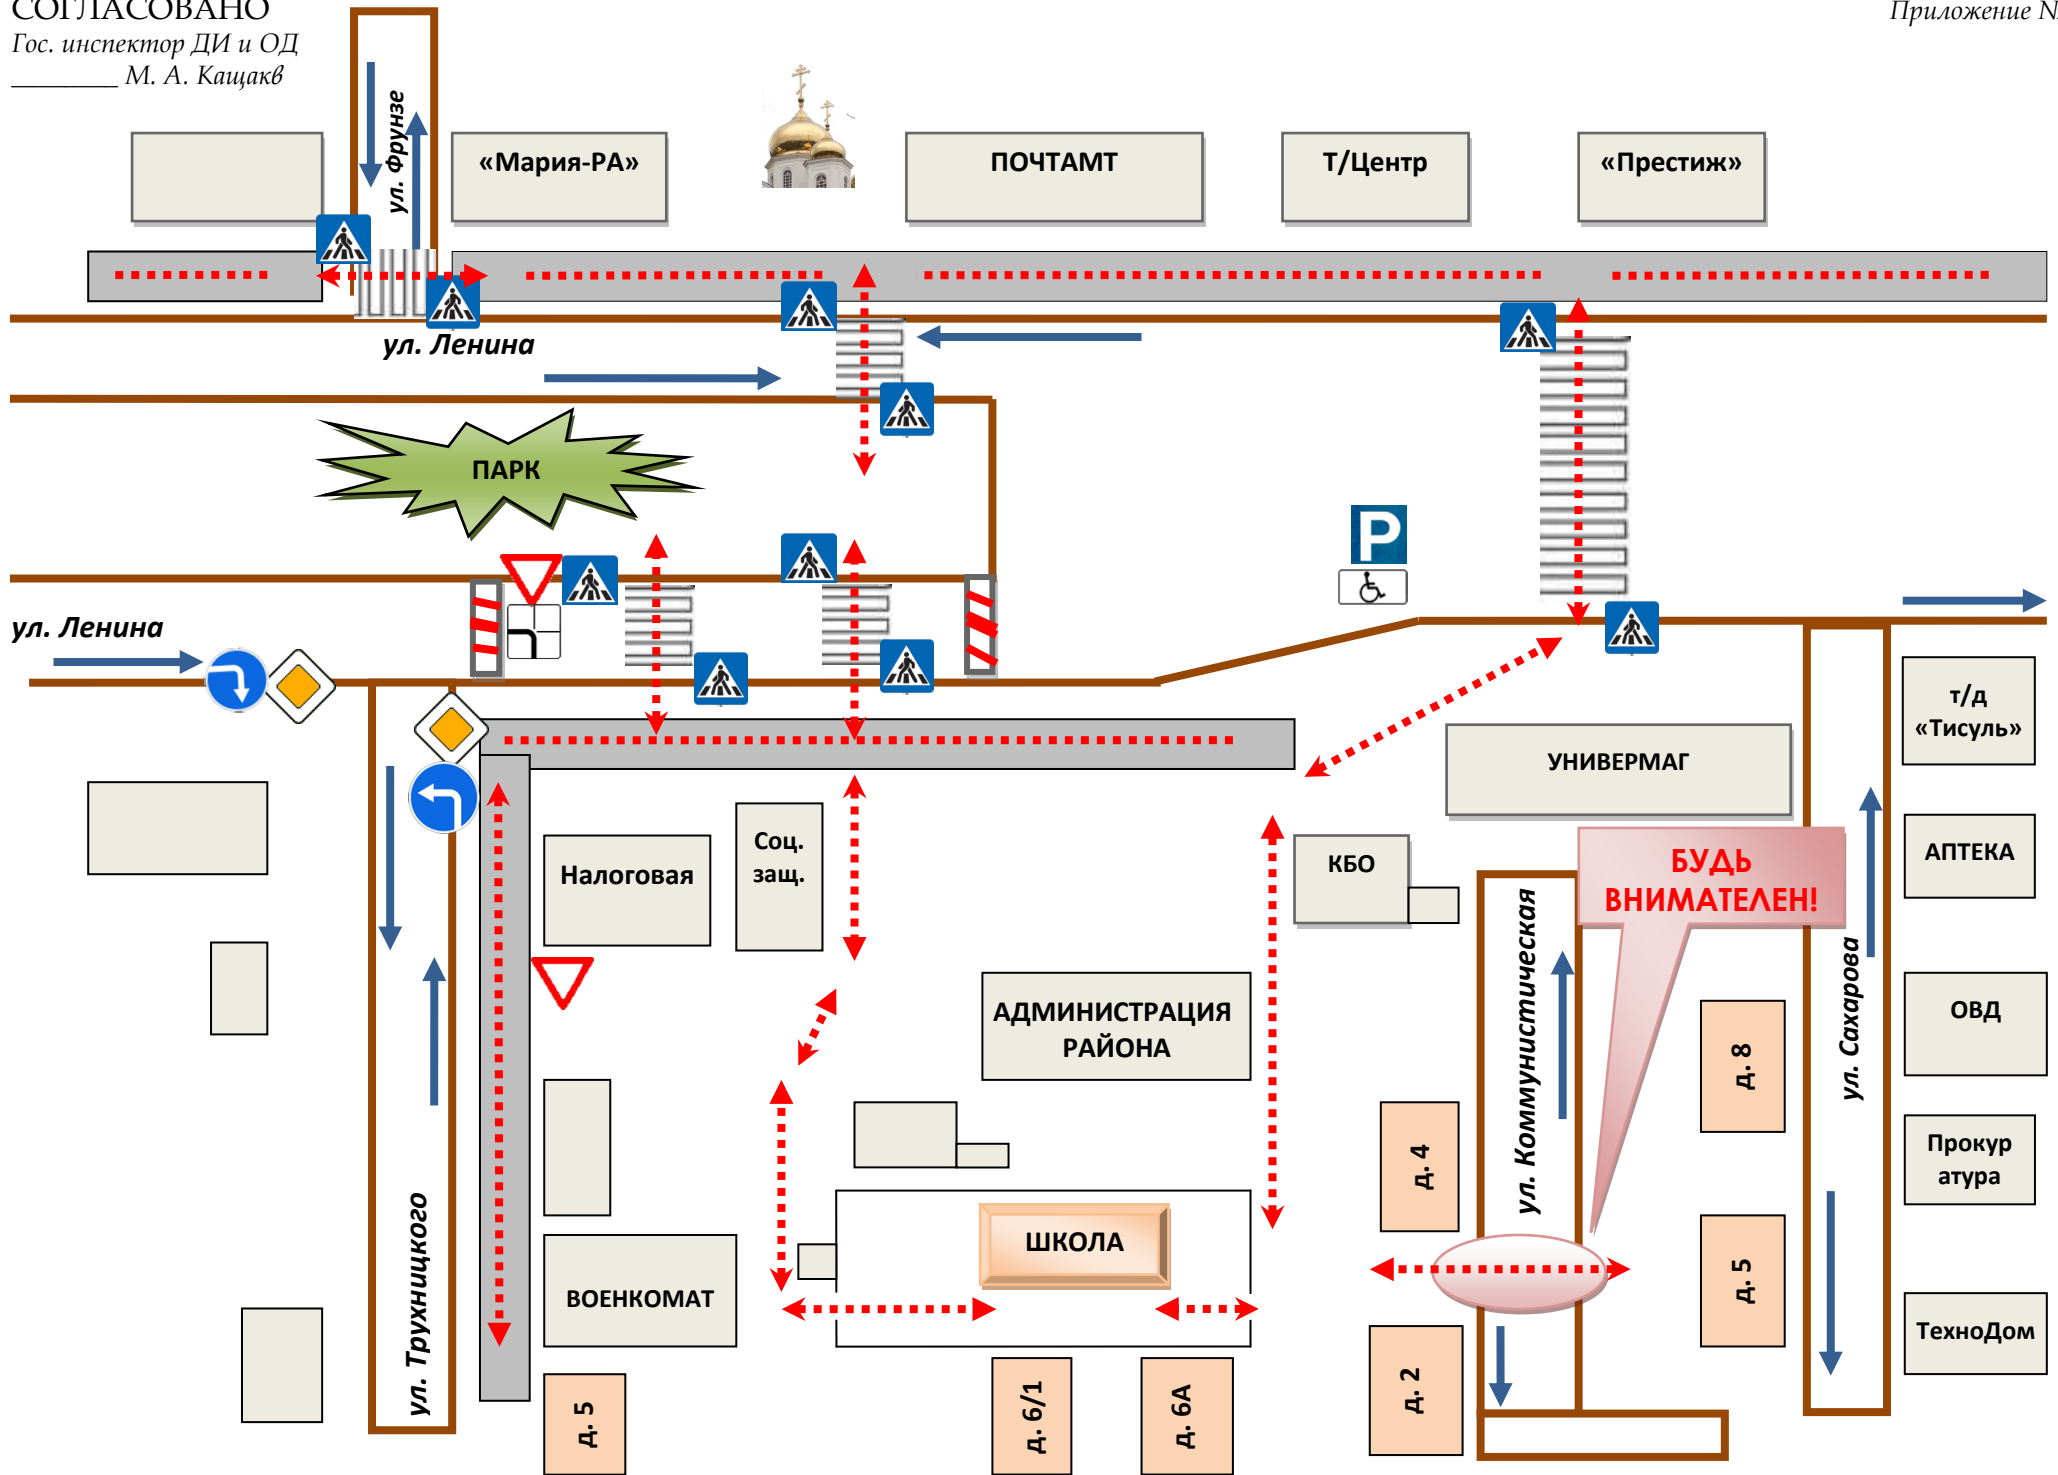 СОГЛАСОВАНО
Гос. инспектор ДИ и ОД
_________ М. А. Кащакв
Приложение N
ул. Фрунзе
«Мария-РА»
ПОЧТАМТ
Т/Центр
«Престиж»
ул. Ленина
ПАРК
P
ул. Ленина
т/д
«Тисуль»
УНИВЕРМАГ
Соц.
защ.
Налоговая
КБО
БУДЬ
ВНИМАТЕЛЕН!
АПТЕКА
ул. Коммунистическая
ул. Сахарова
АДМИНИСТРАЦИЯ
РАЙОНА
ОВД
д. 8
д. 4
Прокур
атура
ул. Трухницкого
ШКОЛА
ВОЕНКОМАТ
д. 5
ТехноДом
д. 2
д. 5
д. 6/1
д. 6А